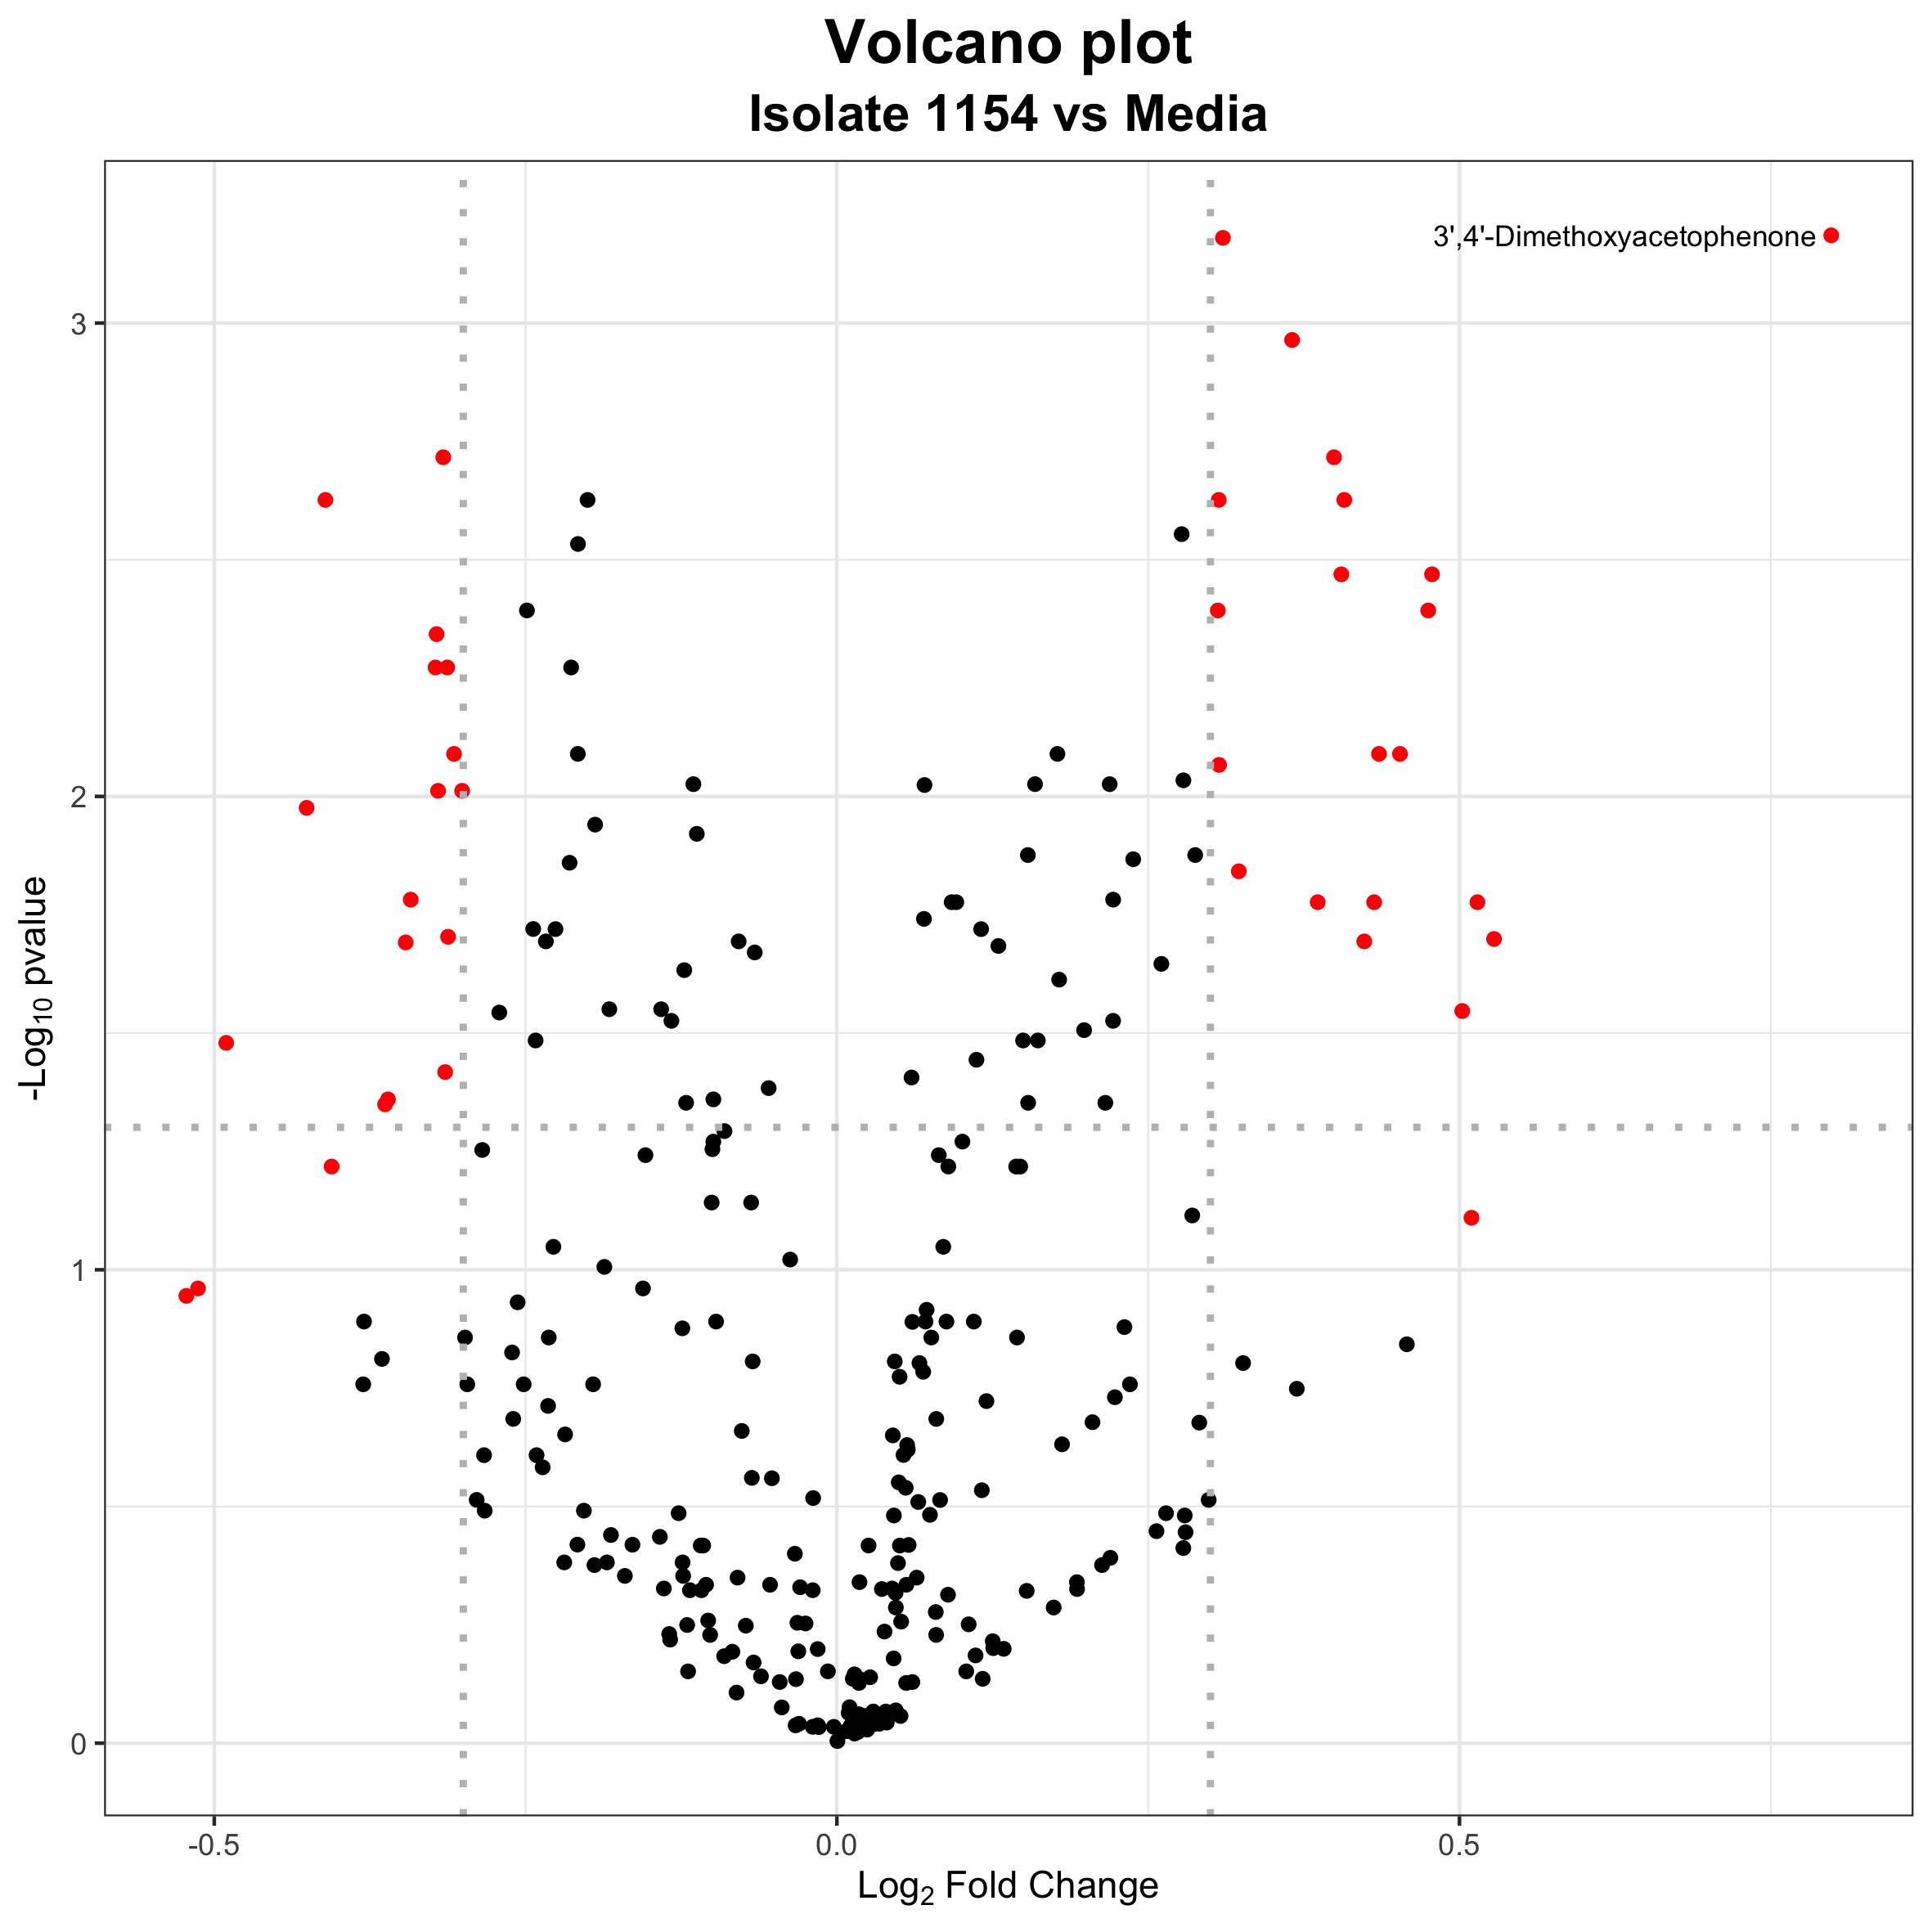 Volcano plot
Isolate 1154 vs Media
3',4'-Dimethoxyacetophenone
3
2
1
0
-Log10 pvalue
-0.5 0.0 0.5
Log2 Fold Change